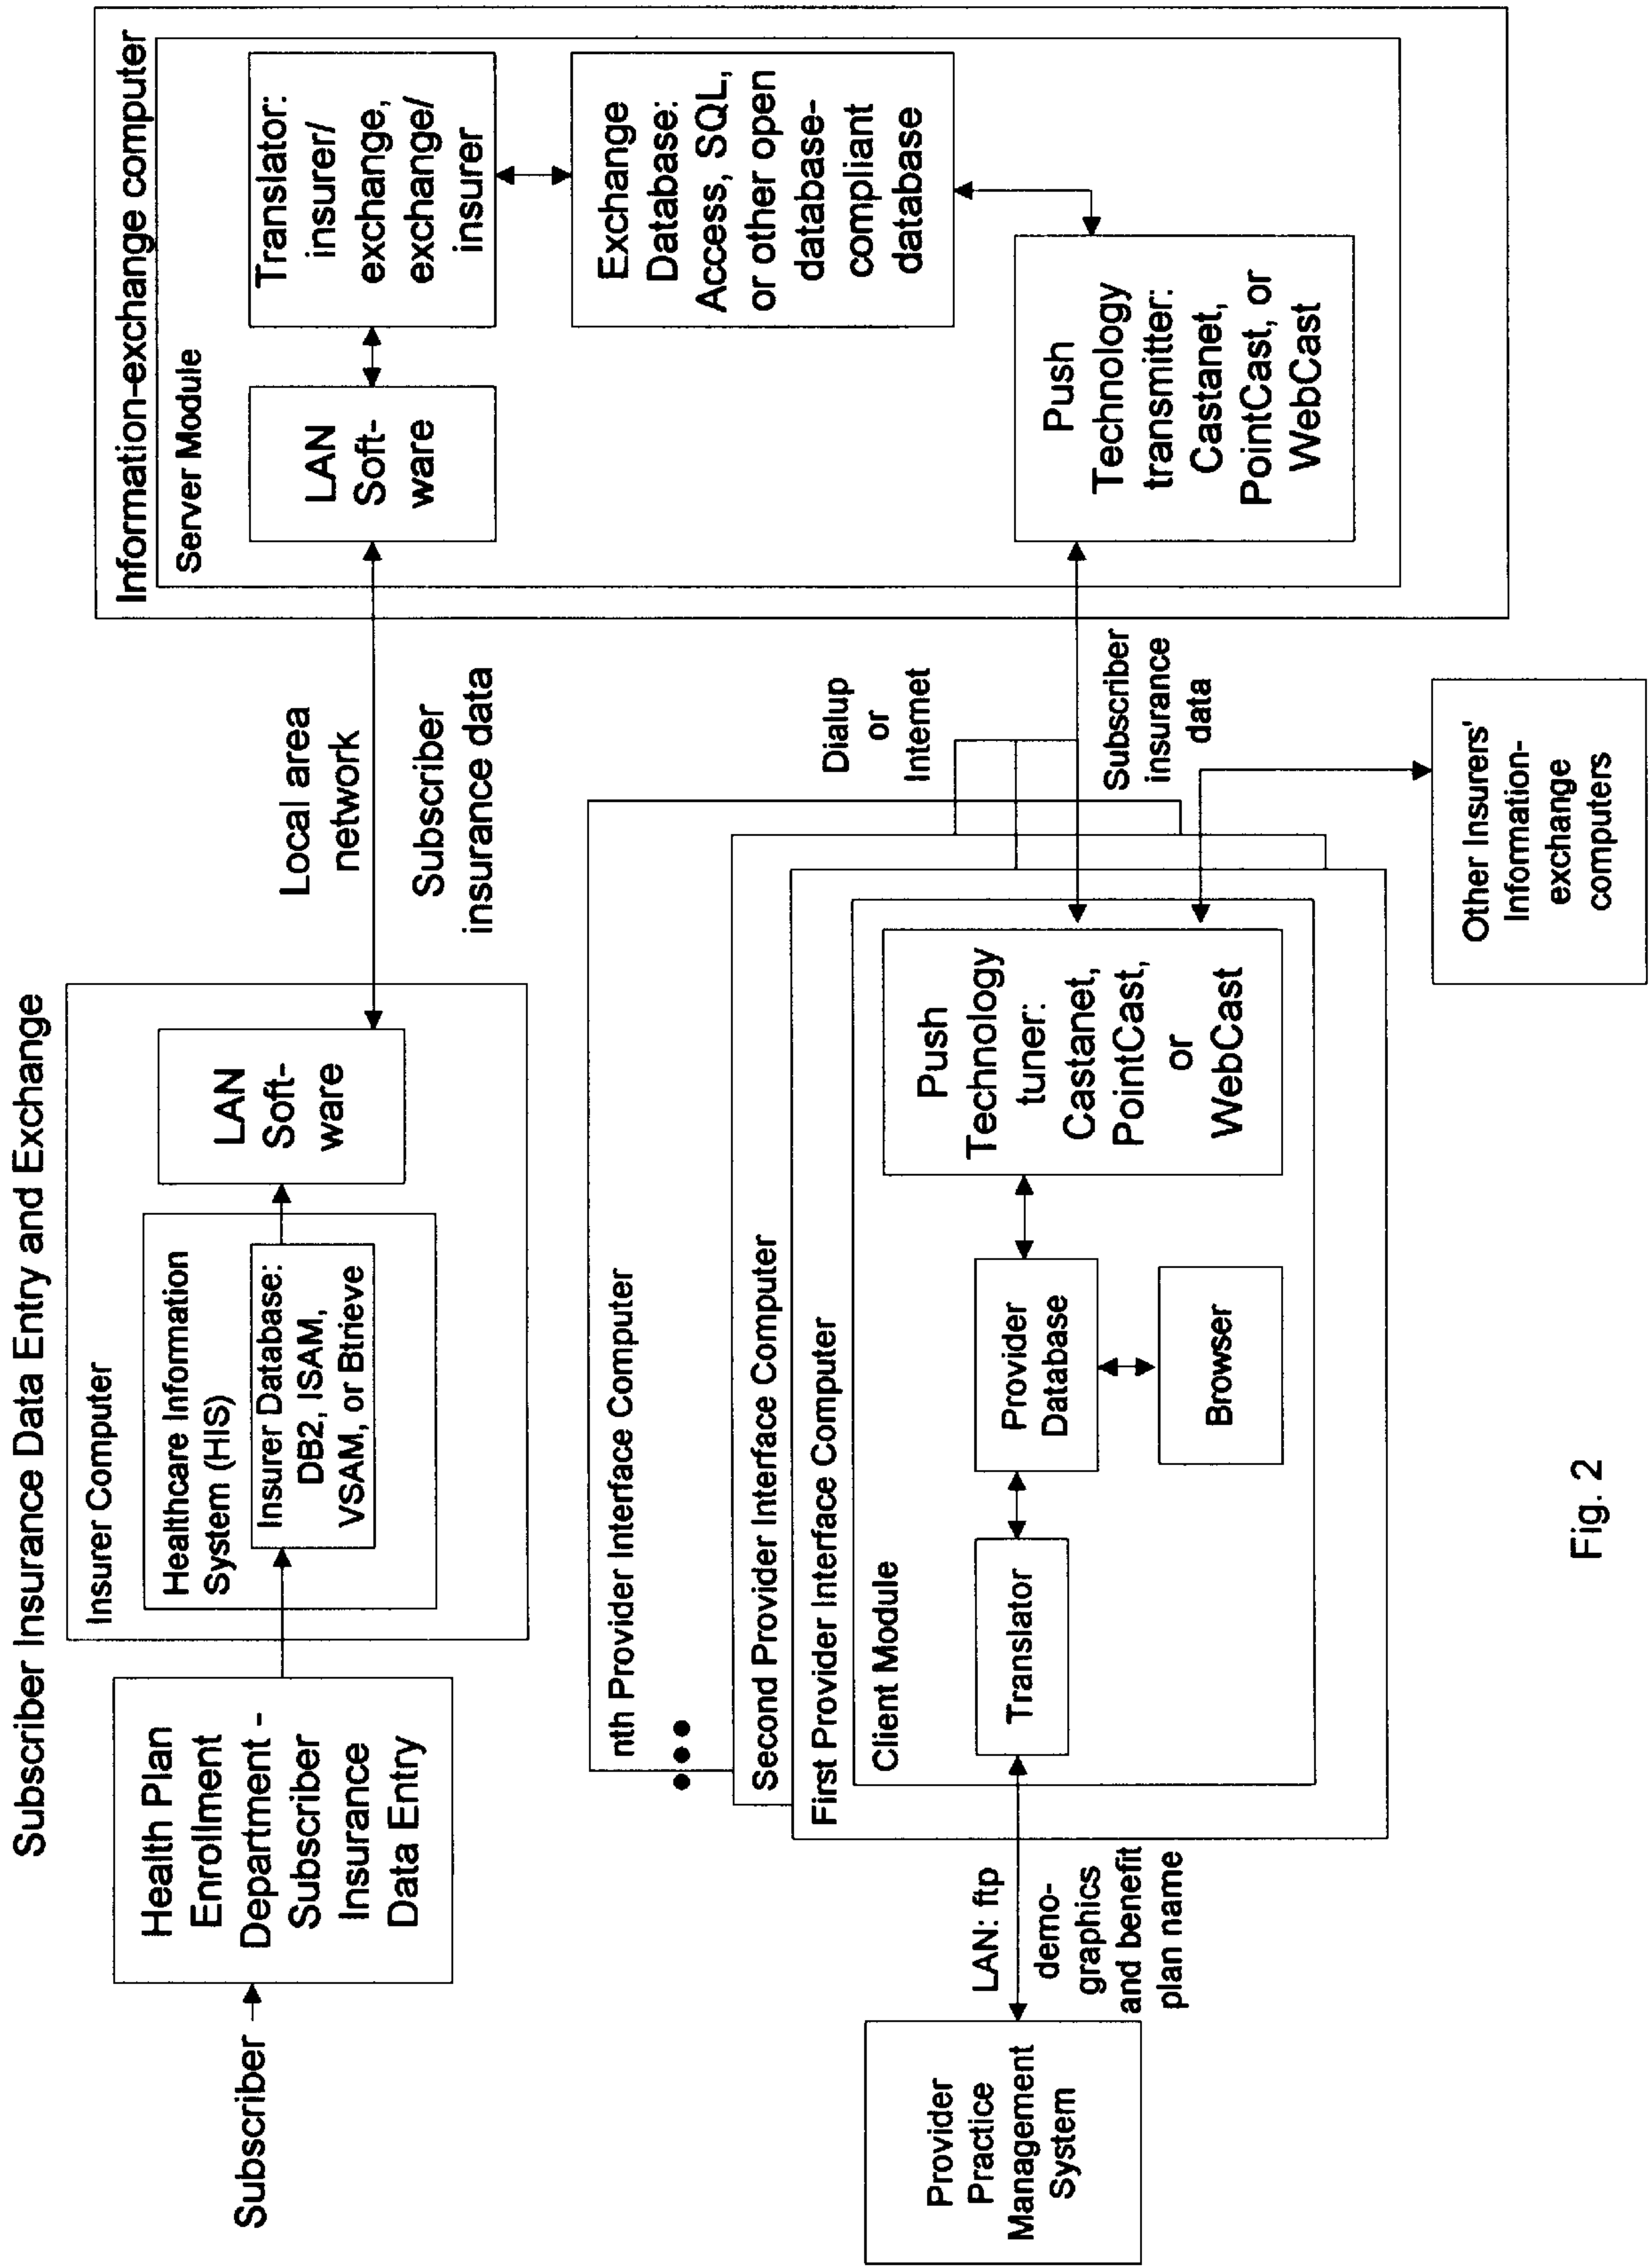 Subscriber Insurance Data Entry and Exchange
Subscriber
Health Plan
Enrollment
Department -
Subscriber
Insurance
Data Entry
Insurer Computer
Healthcare Information
System (HIS)
Insurer Database:
DB2, ISAM,
VSAM, or Btrieve
LAN
Soft-
ware
Local area
network
Subscriber
insurance data
Information-exchange computer
Server Module
LAN
Soft-
ware
Translator:
insurer/
exchange,
exchange/
insurer
Exchange
Database:
Access, SQL,
or other open
database-
compliant
database
Push
Technology
transmitter:
Castanet,
PointCast, or
WebCast
nth Provider Interface Computer
Second Provider Interface Computer
First Provider Interface Computer
Client Module
Translator
Provider
Database
Browser
Push
Technology
tuner:
Castanet,
PointCast,
or
WebCast
Dialup
or
Internet
Subscriber
insurance
data
Other Insurers'
Information-
exchange
computers
Provider
Practice
Management
System
LAN: ftp
demo-
graphics
and benefit
plan name
Fig. 2